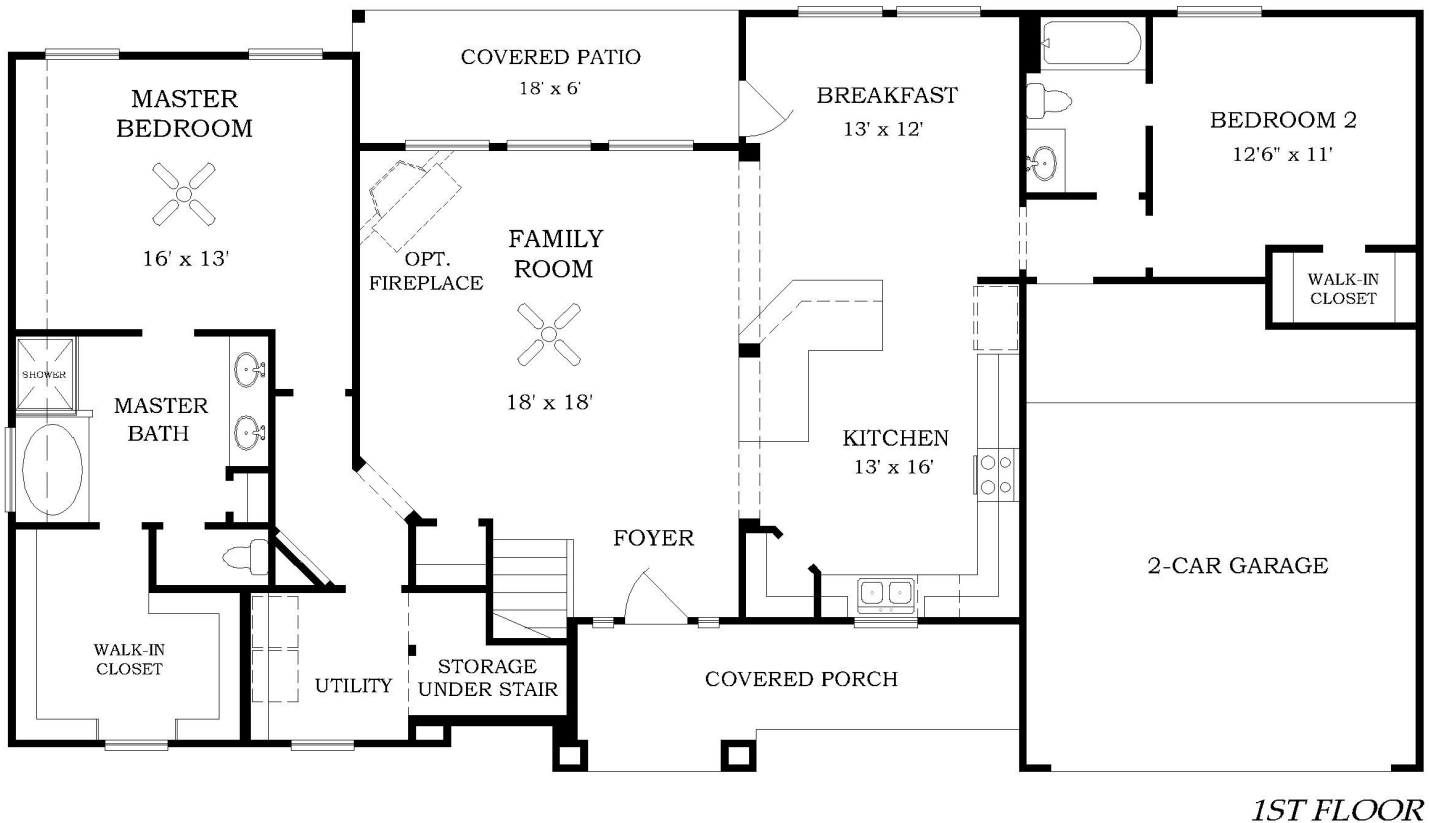 COVERED PATIO
18' x 6'
MASTER
BEDROOM
16' x 13'
BREAKFAST
13' x 12'
BEDROOM 2
12'6" x 11'
FAMILY
ROOM
18' x 18'
OPT.
FIREPLACE
WALK-IN
CLOSET
SHOWER
MASTER
BATH
KITCHEN
13' x 16'
FOYER
2-CAR GARAGE
WALK-IN
CLOSET
UTILITY
STORAGE
UNDER STAIR
COVERED PORCH
1ST FLOOR